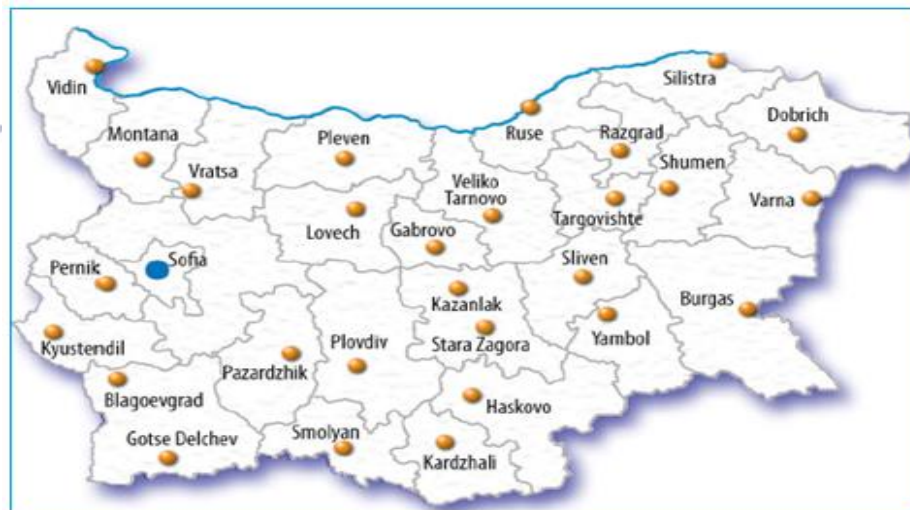 Vidin
Silistra
Dobrich
Montana
Pleven
Ruse
Razgrad
Vratsa
Shumen
Veliko
Tarnovo
Varna
Lovech
Gabrovo
Targovishte
Sofia
Pernik
Sliven
Kazanlak
Burgas
Kyustendil
Plovdiv
Stara Zagora
Yambol
Pazardzhik
Blagoevgrad
Haskovo
Gotse Delchev
Smolyan
Kardzhali